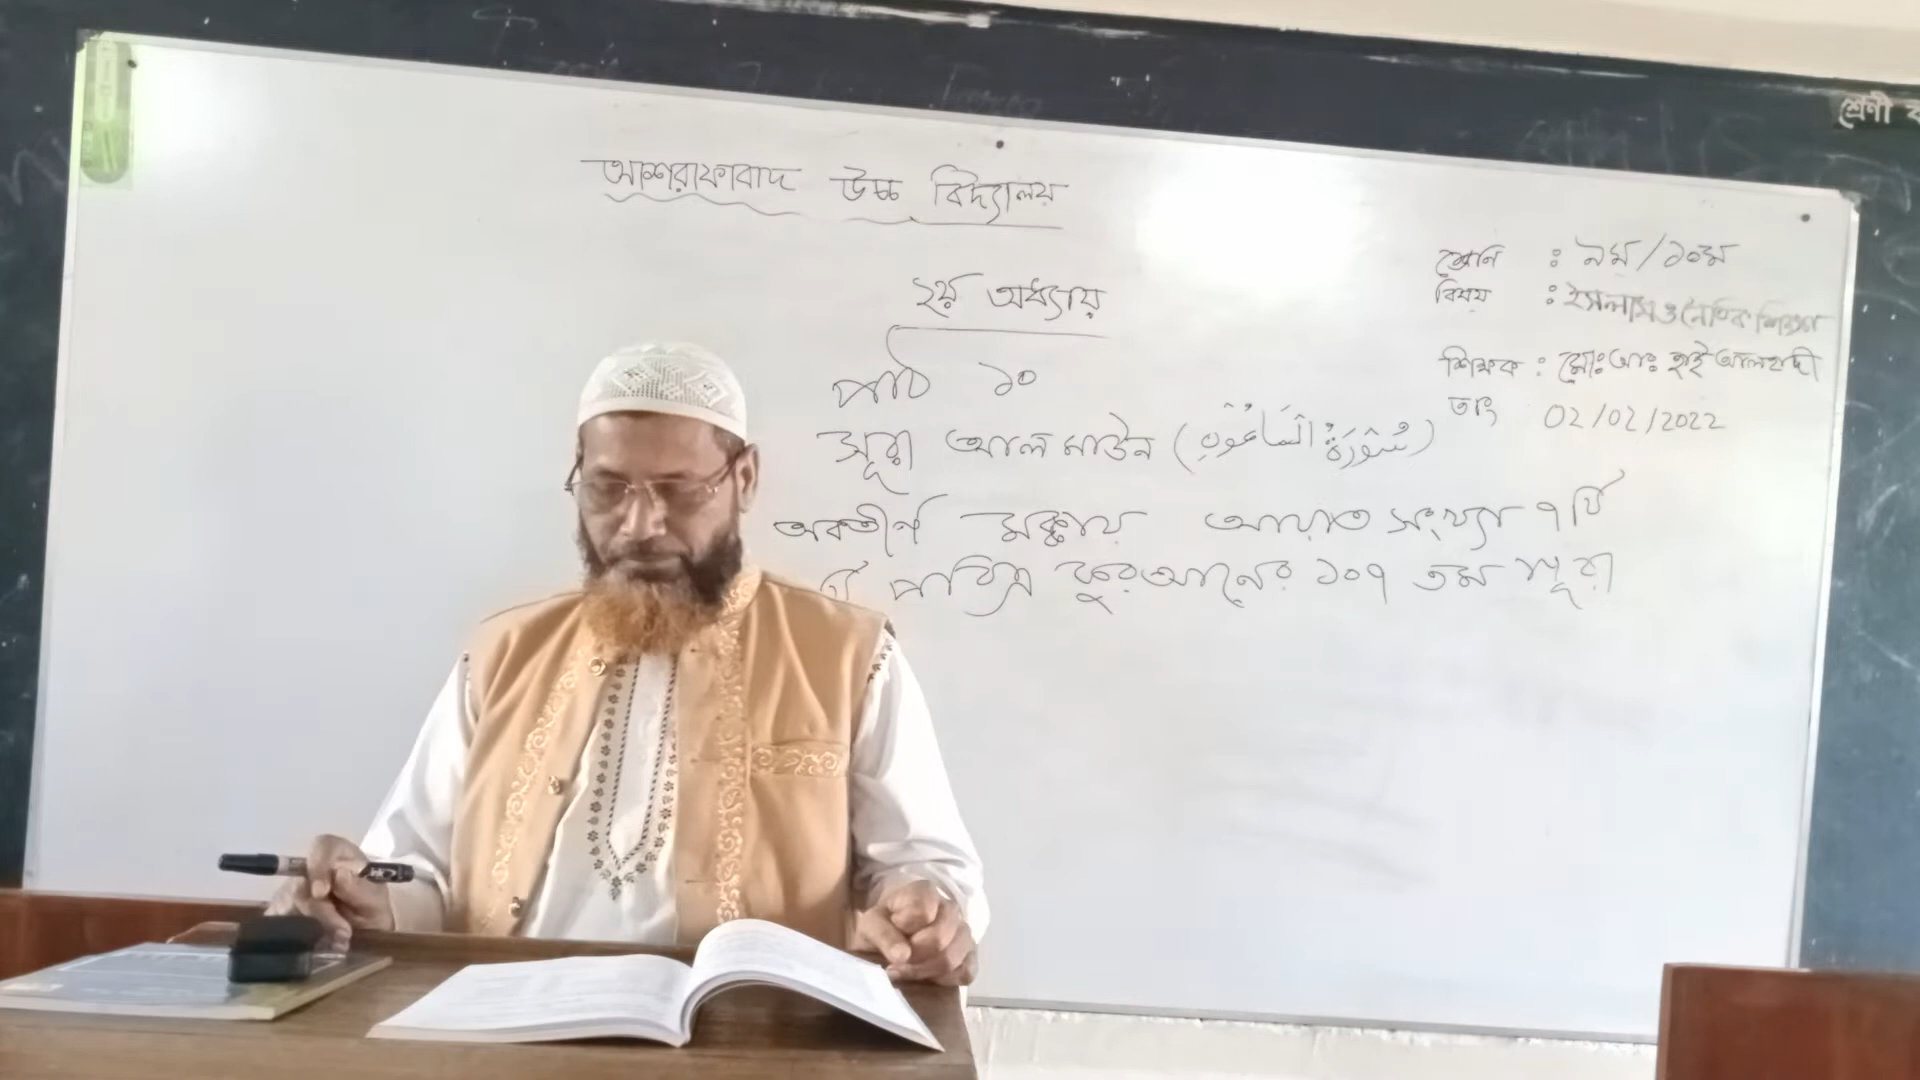 আশরাফাবাদ উচ্চ বিদ্যালয়
শ্রেণী
শ্রেণি : ৯ম/১০ম
বিষয় : ইসলাম ও নৈতিক শিক্ষা
শিক্ষক : মোঃ আঃ হাই আলহাদী
তাং 02/02/2022
২য় অধ্যায়
পাঠ ১০
সূরা আল মাউন (سُوْرَةُ الْمَاعُوْنِ)
অবতীর্ণ মক্কায় আয়াত সংখ্যা ৭টি
পবিত্র কুরআনের ১০৭ তম সূরা